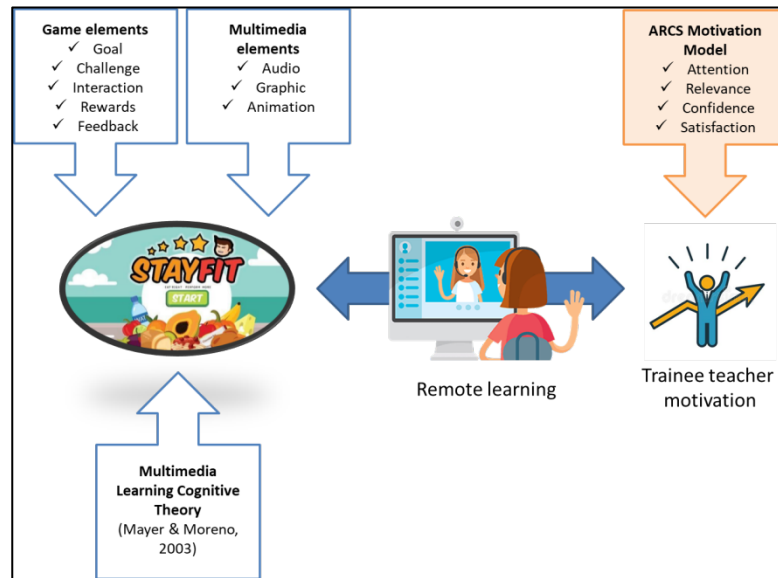 Game elements
✓ Goal
✓ Challenge
✓ Interaction
✓ Rewards
✓ Feedback
Multimedia
elements
✓ Audio
✓ Graphic
✓ Animation
ARCS Motivation
Model
✓ Attention
✓ Relevance
✓ Confidence
✓ Satisfaction
STAYFIT
START
Remote learning
Trainee teacher
motivation
Multimedia
Learning Cognitive
Theory
(Mayer & Moreno,
2003)